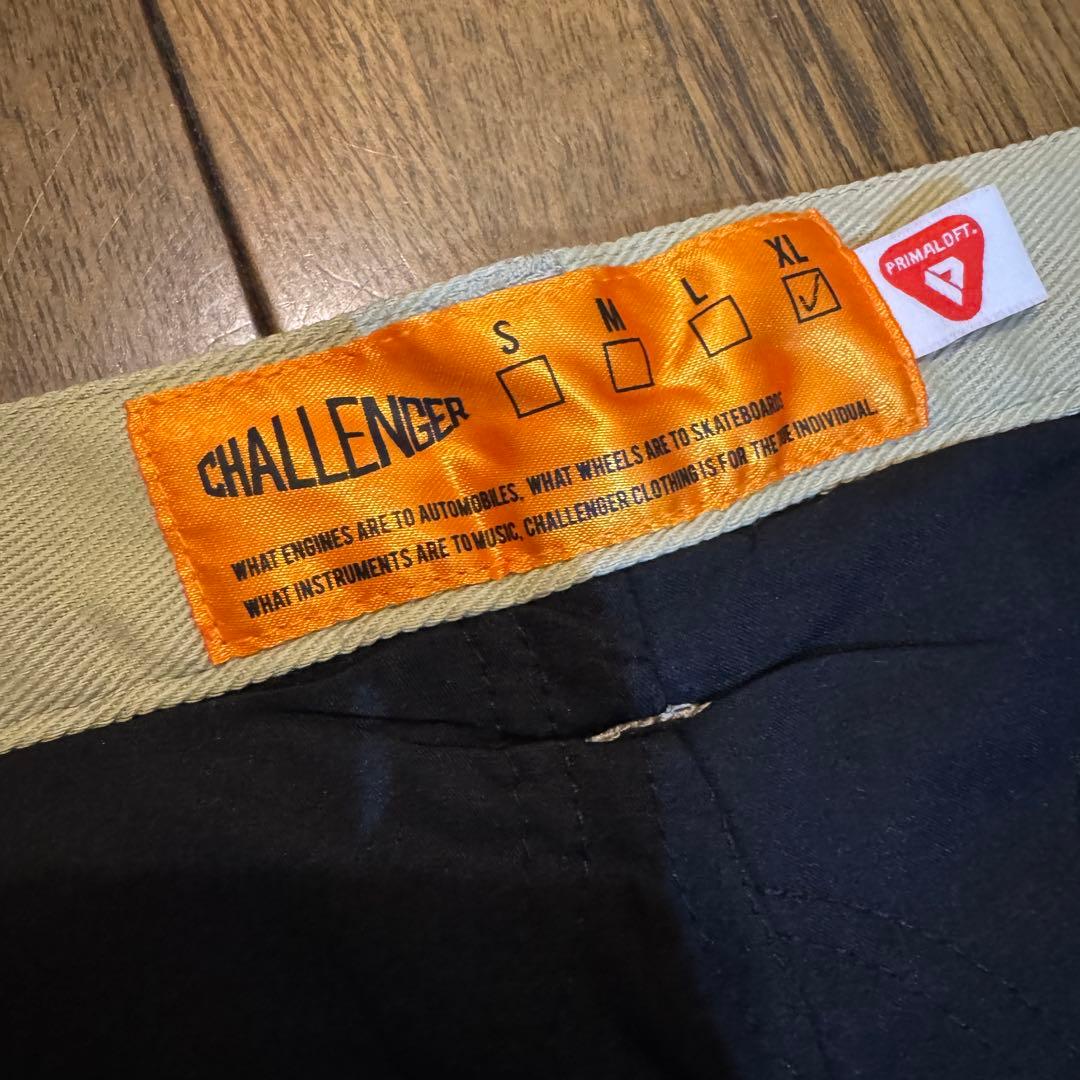 CHALLENGER
S M L XL
WHAT ENGINES ARE TO AUTOMOBILES, WHAT WHEELS ARE TO SKATEBOARDS
WHAT INSTRUMENTS ARE TO MUSIC, CHALLENGER CLOTHING IS FOR THE INDIVIDUAL.
PRIMALOFT.